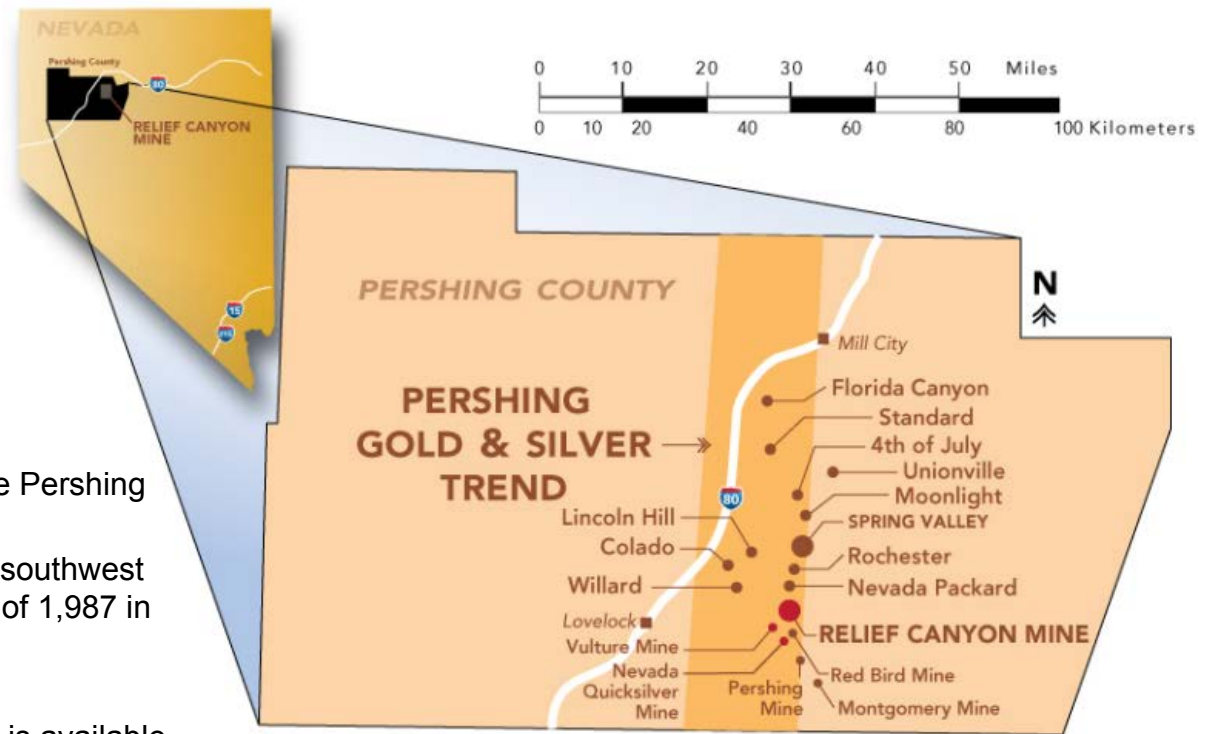 NEVADA
Pershing County
80
RELIEF CANYON
MINE
15
215
0 10 20 30 40 50 Miles
0 10 20 40 60 80 100 Kilometers
N
PERSHING COUNTY
Mill City
Florida Canyon
Standard
4th of July
Unionville
Moonlight
SPRING VALLEY
Rochester
Nevada Packard
RELIEF CANYON MINE
Red Bird Mine
Montgomery Mine
PERSHING
GOLD & SILVER
TREND
80
Lincoln Hill
Colado
Willard
Lovelock
Vulture Mine
Nevada
Quicksilver
Mine
Pershing
Mine
e Pershing
southwest
of 1,987 in
is available